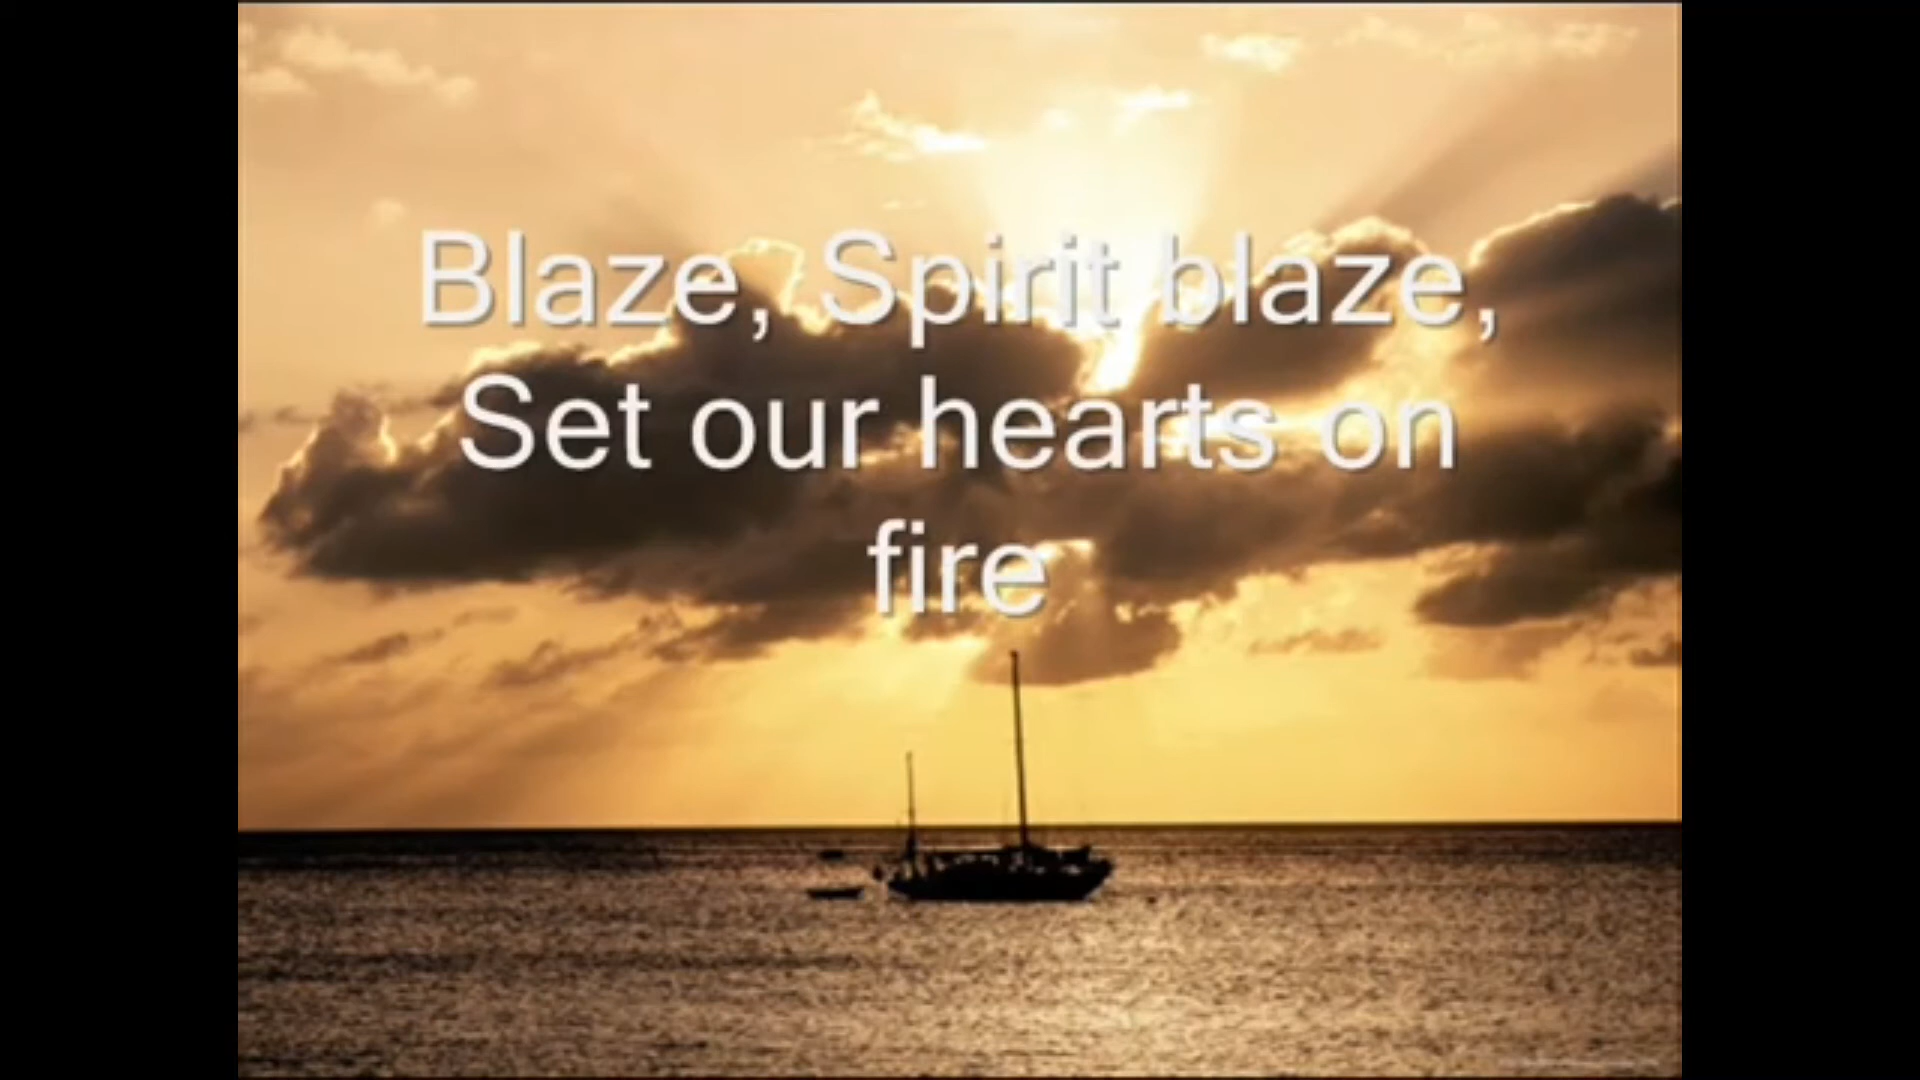 Blaze, Spirit blaze,
Set our hearts on
fire